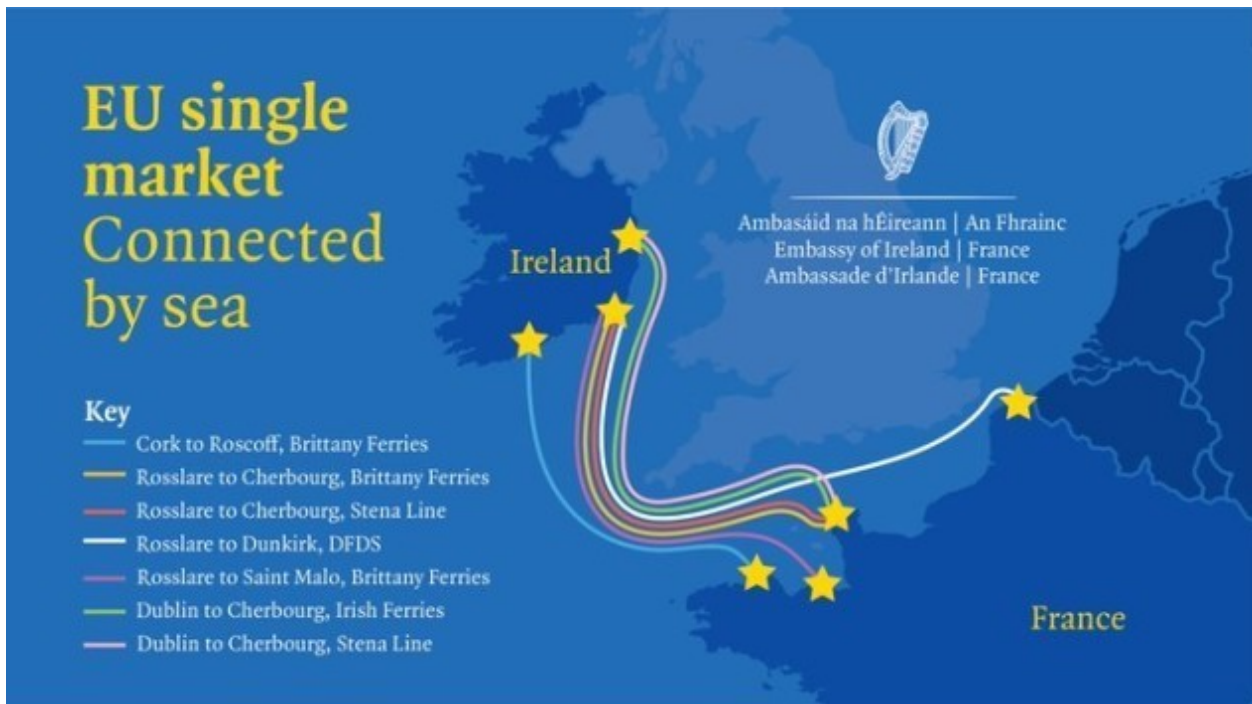 EU single
market
Connected
by sea
Ambasáid na hÉireann | An Fhrainc
Embassy of Ireland | France
Ambassade d'Irlande | France
Ireland
Key
Cork to Roscoff, Brittany Ferries
Rosslare to Cherbourg, Brittany Ferries
Rosslare to Cherbourg, Stena Line
Rosslare to Dunkirk, DFDS
Rosslare to Saint Malo, Brittany Ferries
Dublin to Cherbourg, Irish Ferries
Dublin to Cherbourg, Stena Line
France